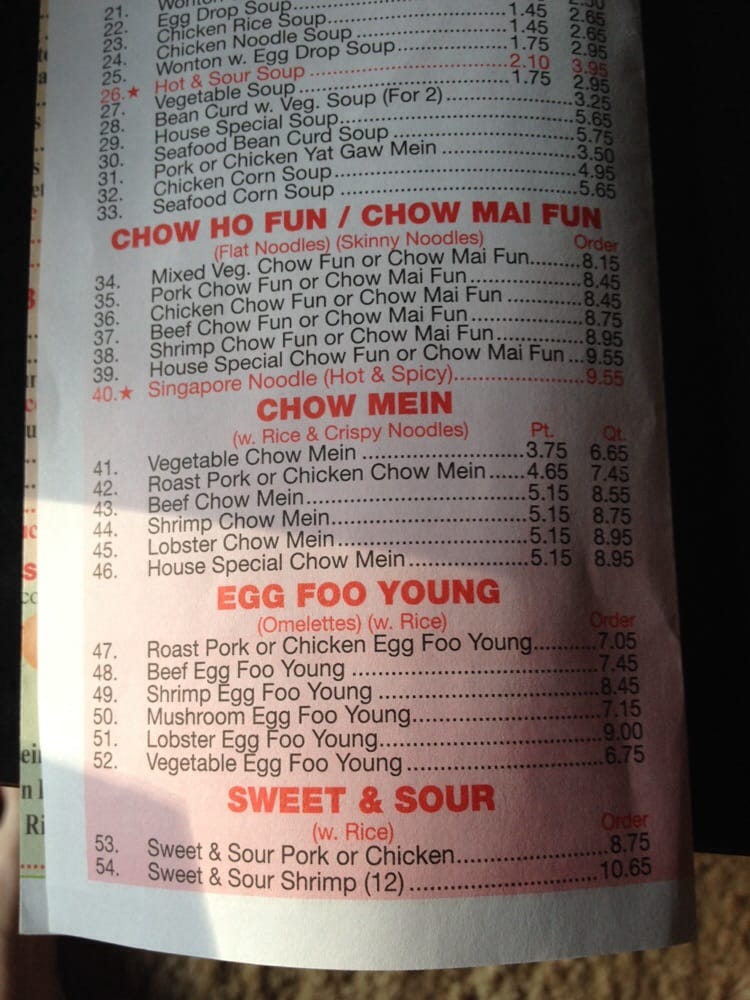 21. Wonton
22. Egg Drop Soup
23. Chicken Rice Soup 1.45 2.65
24. Chicken Noodle Soup 1.45 2.65
25. Wonton w. Egg Drop Soup 1.75 2.95
26.★ Hot & Sour Soup 2.10 3.95
27. Vegetable Soup 1.75 2.95
28. Bean Curd w. Veg. Soup (For 2) 3.25
29. House Special Soup 5.65
30. Seafood Bean Curd Soup 5.75
31. Pork or Chicken Yat Gaw Mein 3.50
32. Chicken Corn Soup 4.95
33. Seafood Corn Soup 5.65
CHOW HO FUN / CHOW MAI FUN
(Flat Noodles) (Skinny Noodles) Order
34. Mixed Veg. Chow Fun or Chow Mai Fun 8.15
35. Pork Chow Fun or Chow Mai Fun 8.45
36. Chicken Chow Fun or Chow Mai Fun 8.45
37. Beef Chow Fun or Chow Mai Fun 8.75
38. Shrimp Chow Fun or Chow Mai Fun 8.95
39. House Special Chow Fun or Chow Mai Fun 9.55
40.★ Singapore Noodle (Hot & Spicy) 9.55
CHOW MEIN
(w. Rice & Crispy Noodles) Pt. Qt.
41. Vegetable Chow Mein 3.75 6.65
42. Roast Pork or Chicken Chow Mein 4.65 7.45
43. Beef Chow Mein 5.15 8.55
44. Shrimp Chow Mein 5.15 8.75
45. Lobster Chow Mein 5.15 8.95
46. House Special Chow Mein 5.15 8.95
EGG FOO YOUNG
(Omelettes) (w. Rice) Order
47. Roast Pork or Chicken Egg Foo Young 7.05
48. Beef Egg Foo Young 7.45
49. Shrimp Egg Foo Young 8.45
50. Mushroom Egg Foo Young 7.15
51. Lobster Egg Foo Young 9.00
52. Vegetable Egg Foo Young 6.75
SWEET & SOUR
(w. Rice) Order
53. Sweet & Sour Pork or Chicken 8.75
54. Sweet & Sour Shrimp (12) 10.65